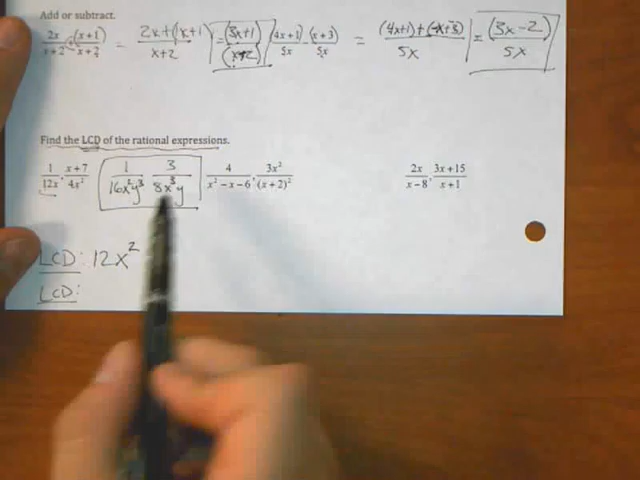 Add or subtract.
2x/(x+2) + (x+1)/(x+2) = (2x+(x+1))/(x+2) = (3x+1)/(x+2) (4x+1)/5x - (x+3)/5x = ((4x+1)+(-x+3))/5x = (3x-2)/5x
Find the LCD of the rational expressions.
1/12x, x+7/4x² 1/16x²y³ 3/8x³y 4/x²-x-6, 3x²/(x+2)² 2x/x-8, 3x+15/x+1
LCD: 12x²
LCD: